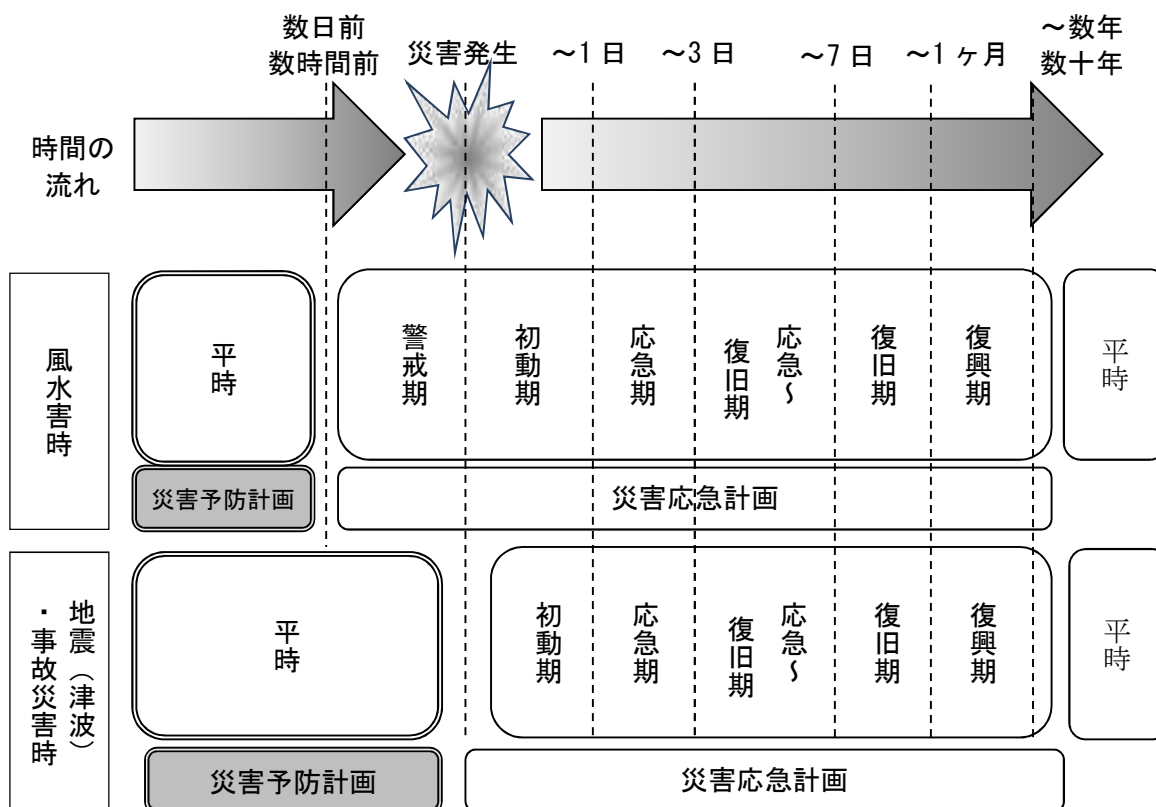 数日前
数時間前
災害発生
～1日
～3日
～7日
～1ヶ月
～数年
数十年
時間の
流れ
風水害時
平時
警戒期
初動期
応急期
応急～
復旧期
復旧期
復興期
平時
災害予防計画
災害応急計画
地震（津波）
・事故災害時
平時
初動期
応急期
応急～
復旧期
復旧期
復興期
平時
災害予防計画
災害応急計画